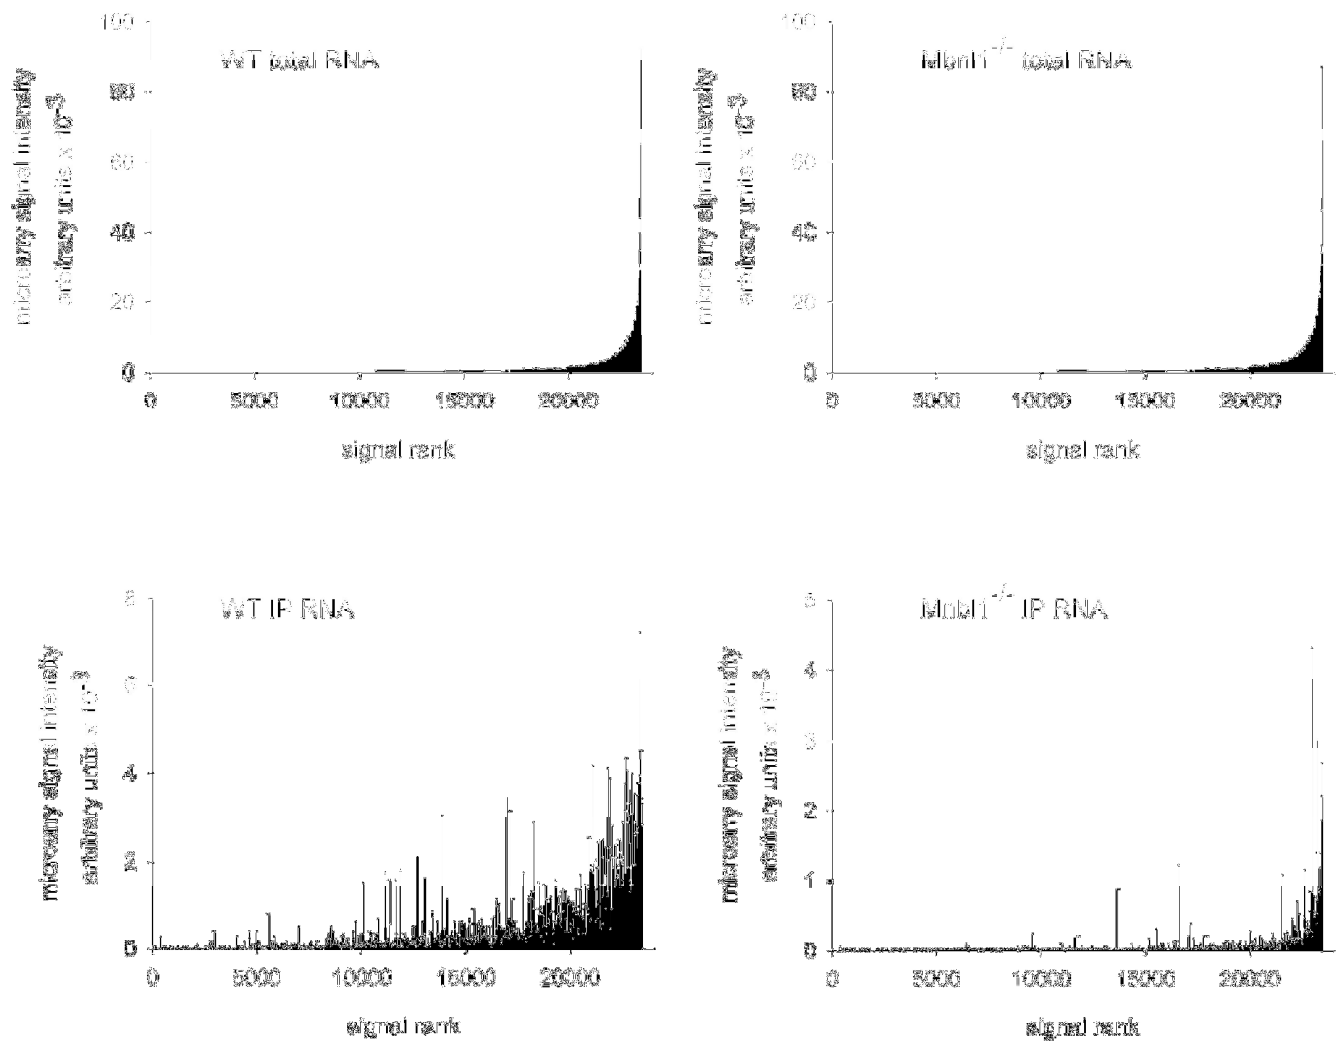 WT total RNA
microarry signal intensity
arbitrary units x 10-3
100
80
60
40
20
0
0 5000 10000 15000 20000
signal rank
Mbnl1-/- total RNA
microarry signal intensity
arbitrary units x 10-3
100
80
60
40
20
0
0 5000 10000 15000 20000
signal rank
WT IP RNA
microarry signal intensity
arbitrary units x 10-3
8
6
4
2
0
0 5000 10000 15000 20000
signal rank
Mbnl1-/- IP RNA
microarry signal intensity
arbitrary units x 10-3
5
4
3
2
1
0
0 5000 10000 15000 20000
signal rank